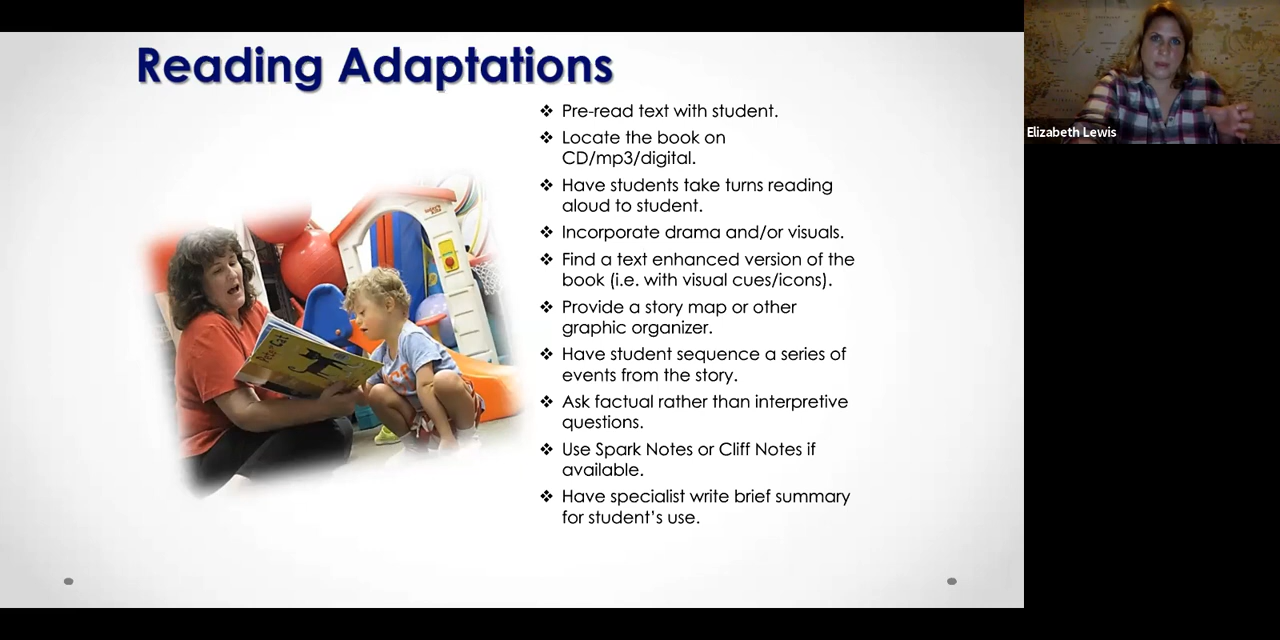 Reading Adaptations
❖ Pre-read text with student.
❖ Locate the book on
CD/mp3/digital.
❖ Have students take turns reading
aloud to student.
❖ Incorporate drama and/or visuals.
❖ Find a text enhanced version of the
book (i.e. with visual cues/icons).
❖ Provide a story map or other
graphic organizer.
❖ Have student sequence a series of
events from the story.
❖ Ask factual rather than interpretive
questions.
❖ Use Spark Notes or Cliff Notes if
available.
❖ Have specialist write brief summary
for student's use.
Elizabeth Lewis